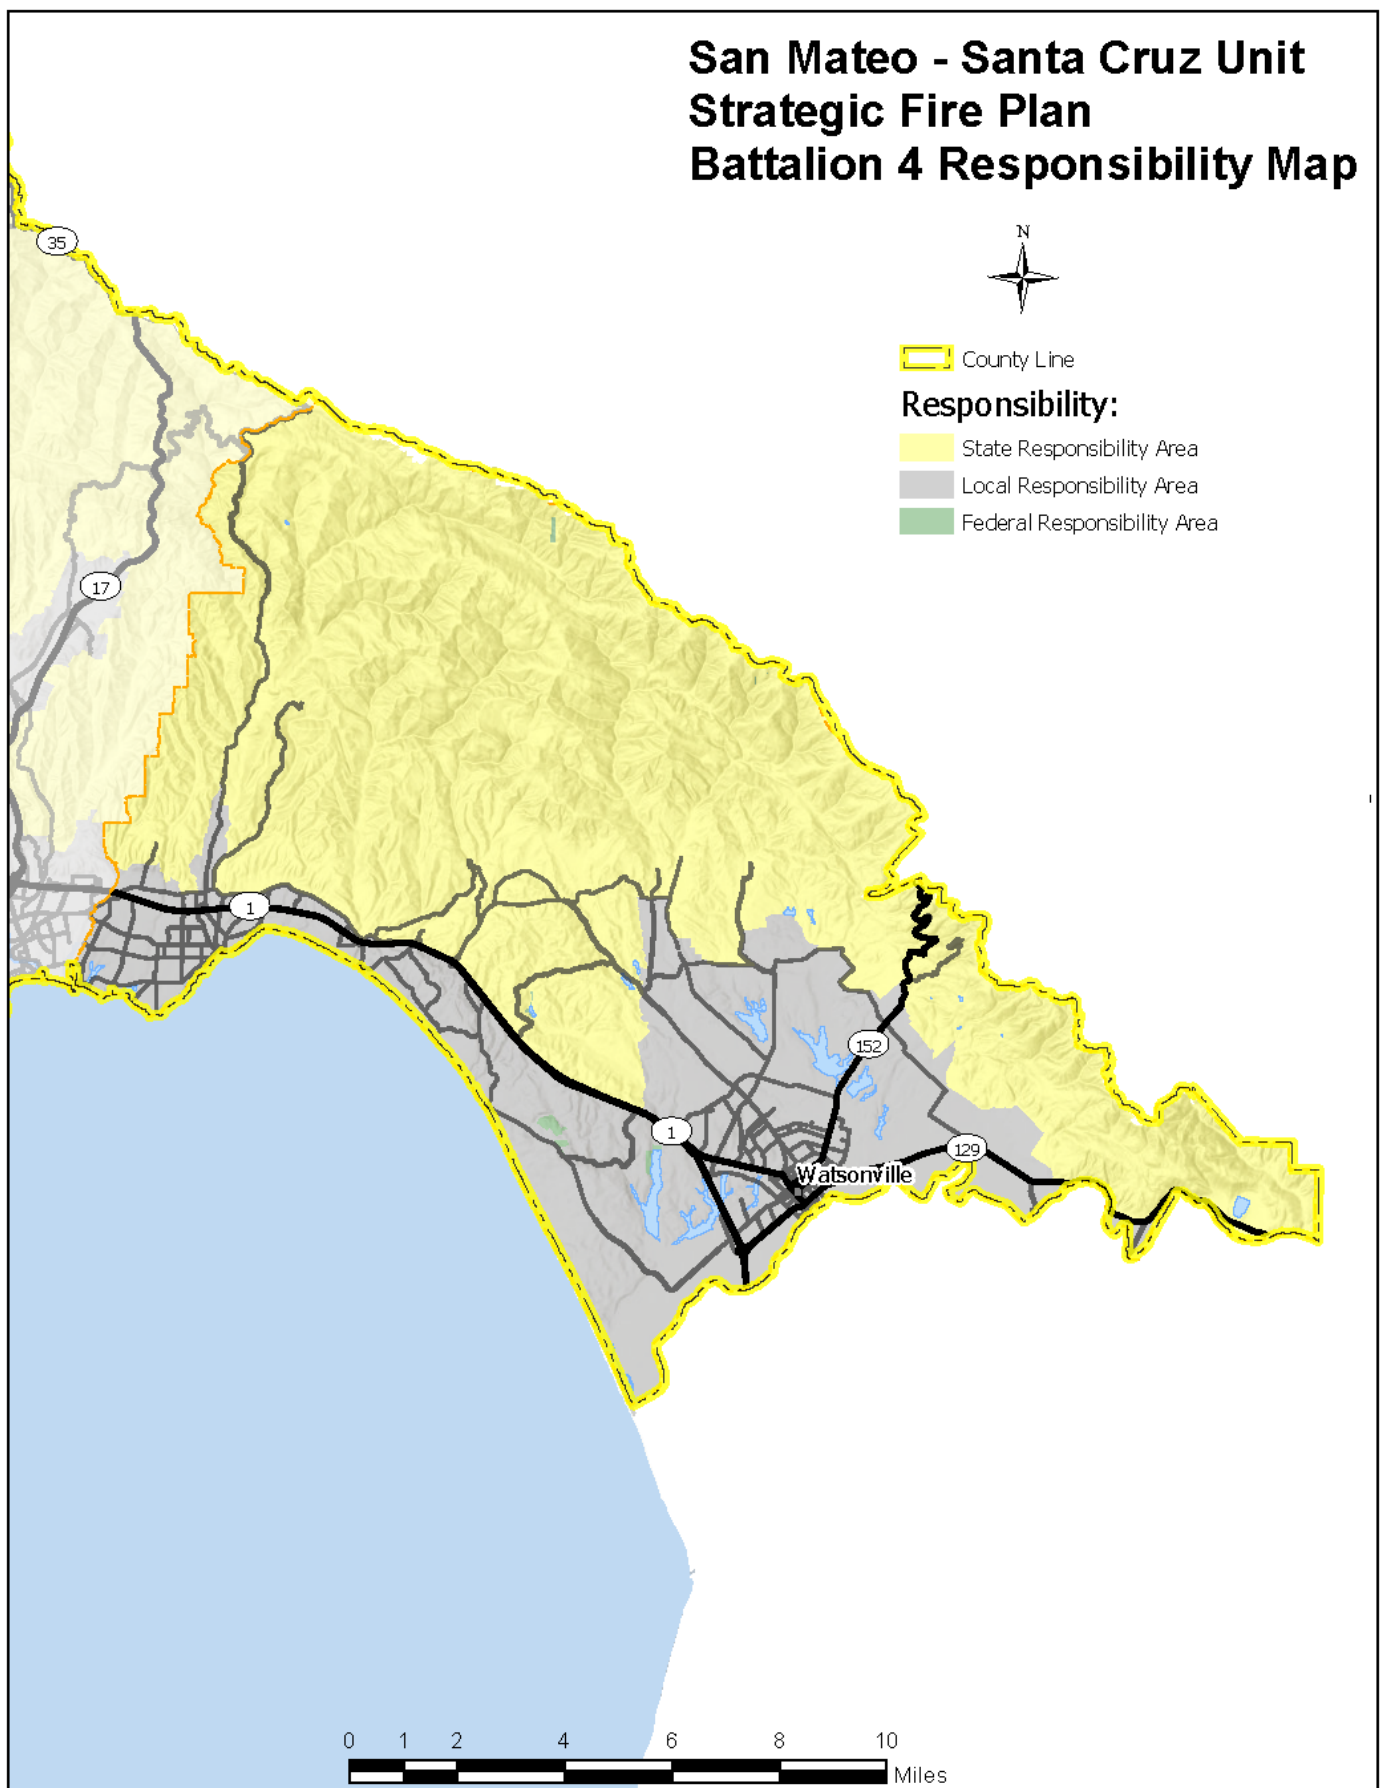 San Mateo - Santa Cruz Unit
Strategic Fire Plan
Battalion 4 Responsibility Map
N
35
County Line
Responsibility:
State Responsibility Area
Local Responsibility Area
Federal Responsibility Area
17
1
152
1
129
Watsonville
0 1 2 4 6 8 10
Miles